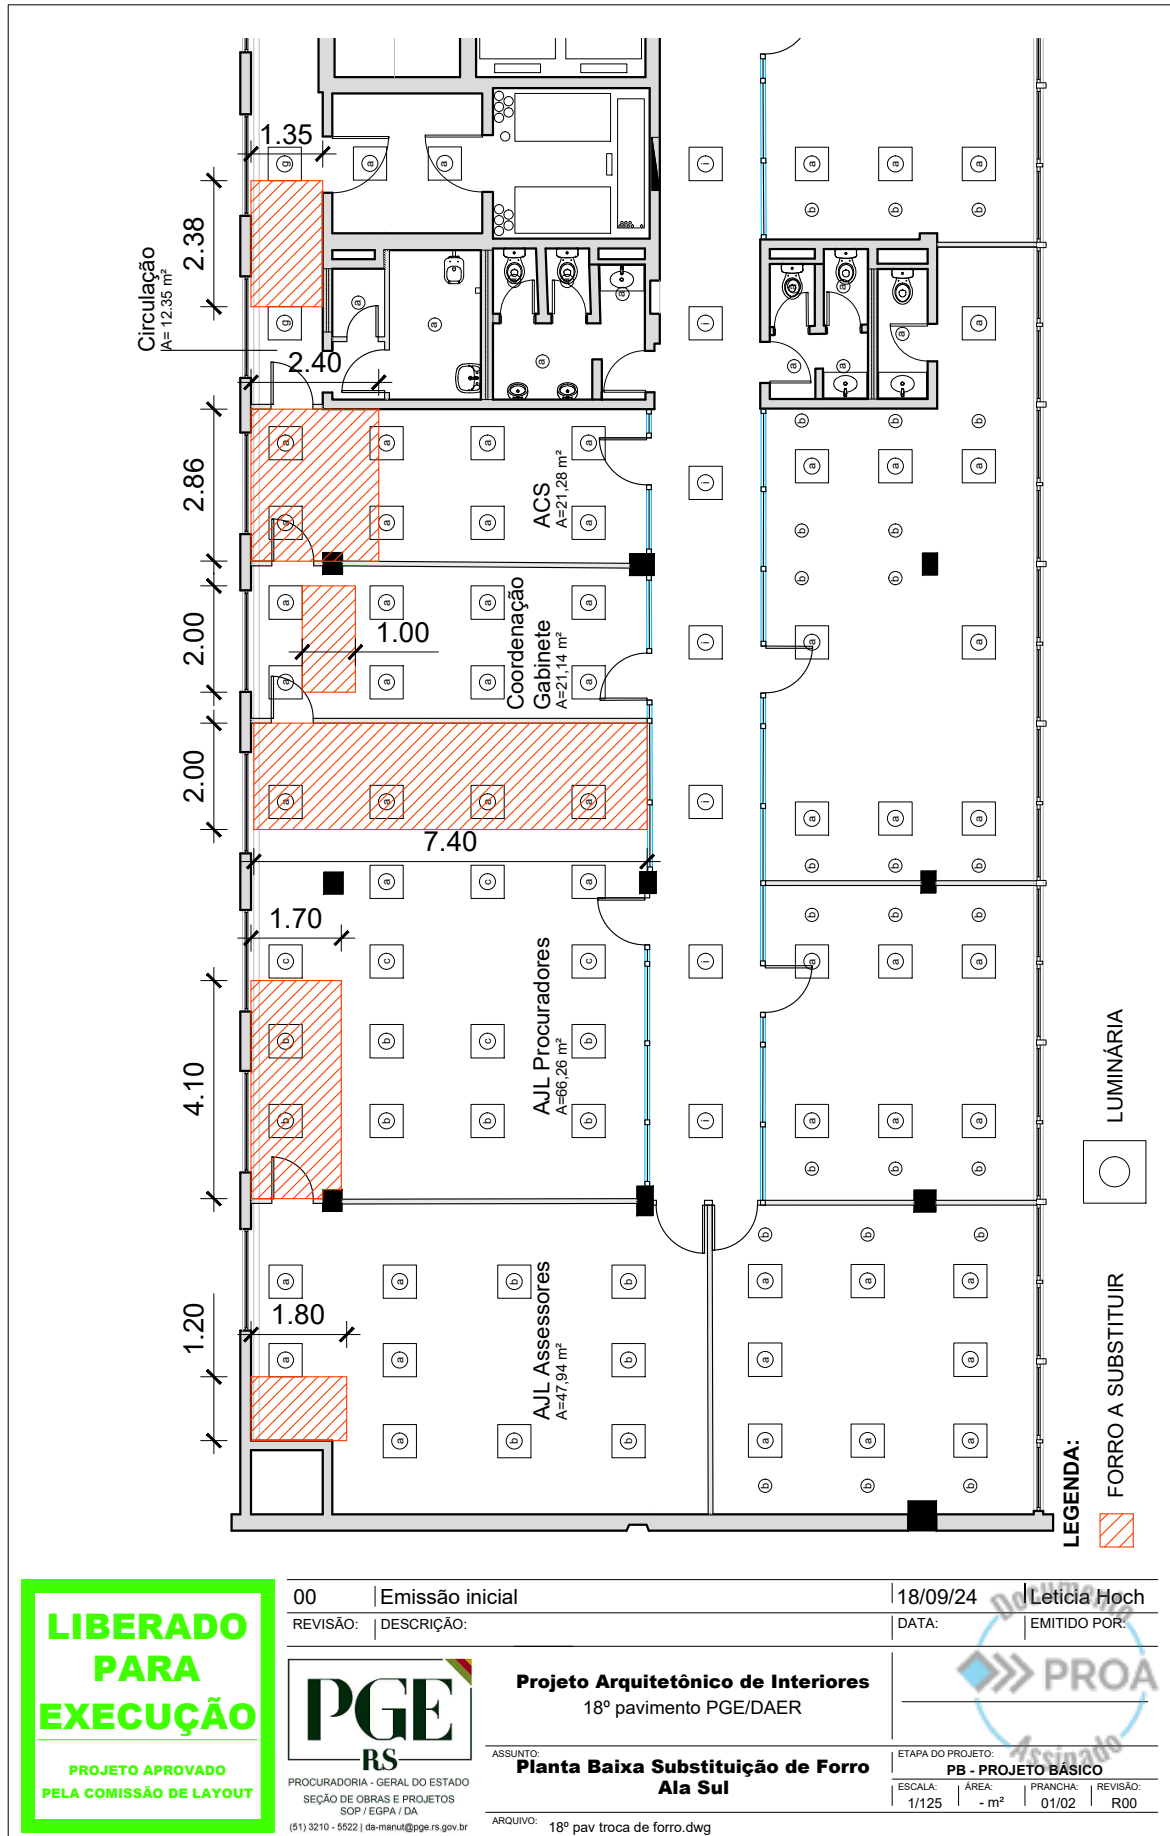 1.35
2.38
Circulação
A= 12.35 m²
2.40
2.86
ACS
A=21,28 m²
2.00
1.00
Coordenação
Gabinete
A=21,14 m²
2.00
7.40
1.70
4.10
AJL Procuradores
A=66,26 m²
1.20
1.80
AJL Assessores
A=47,94 m²
LEGENDA:
FORRO A SUBSTITUIR
LUMINÁRIA
LIBERADO
PARA
EXECUÇÃO
PROJETO APROVADO
PELA COMISSÃO DE LAYOUT
00 Emissão inicial 18/09/24 Leticia Hoch
REVISÃO: DESCRIÇÃO: DATA: EMITIDO POR:
PGE
RS
PROCURADORIA - GERAL DO ESTADO
SEÇÃO DE OBRAS E PROJETOS
SOP / EGPA / DA
(51) 3210 - 5522 | da-manut@pge.rs.gov.br
Projeto Arquitetônico de Interiores
18º pavimento PGE/DAER
ASSUNTO:
Planta Baixa Substituição de Forro
Ala Sul
ARQUIVO: 18º pav troca de forro.dwg
ETAPA DO PROJETO:
PB - PROJETO BÁSICO
ESCALA: ÁREA: PRANCHA: REVISÃO:
1/125 - m² 01/02 R00
Documento
PROA
Assinado